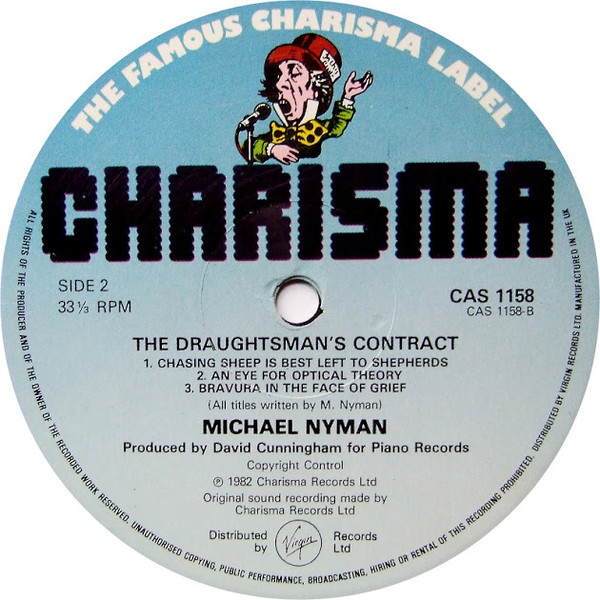 THE FAMOUS CHARISMA LABEL
CHARISMA
SIDE 2
33⅓ RPM
CAS 1158
CAS 1158-B
THE DRAUGHTSMAN'S CONTRACT
1. CHASING SHEEP IS BEST LEFT TO SHEPHERDS
2. AN EYE FOR OPTICAL THEORY
3. BRAVURA IN THE FACE OF GRIEF
(All titles written by M. Nyman)
MICHAEL NYMAN
Produced by David Cunningham for Piano Records
Copyright Control
℗ 1982 Charisma Records Ltd
Original sound recording made by
Charisma Records Ltd
Distributed by
Virgin
Records Ltd
ALL RIGHTS OF THE PRODUCER AND OF THE OWNER OF THE RECORDED WORK RESERVED. UNAUTHORISED COPYING, PUBLIC PERFORMANCE, BROADCASTING, HIRING OR RENTAL OF THIS RECORDING PROHIBITED. DISTRIBUTED BY VIRGIN RECORDS LTD. MANUFACTURED IN THE UK